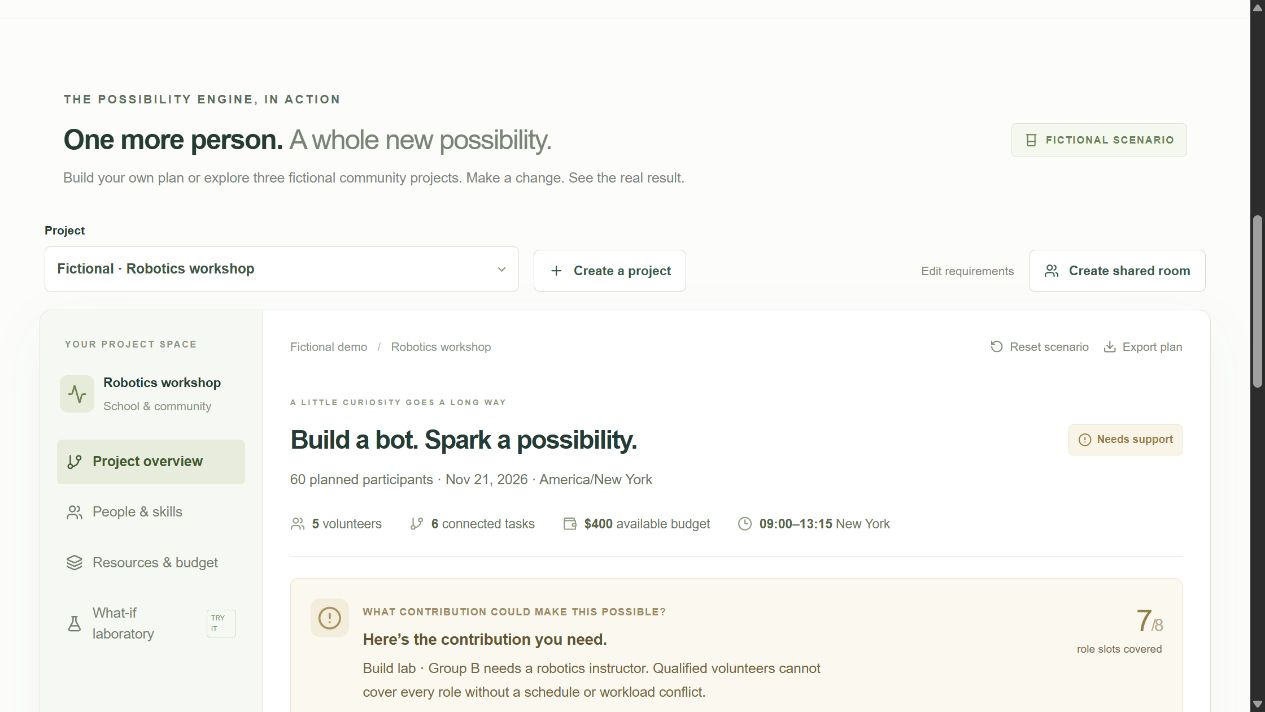 THE POSSIBILITY ENGINE, IN ACTION
One more person. A whole new possibility.
FICTIONAL SCENARIO
Build your own plan or explore three fictional community projects. Make a change. See the real result.
Project
Fictional · Robotics workshop
Create a project
Edit requirements
Create shared room
YOUR PROJECT SPACE
Robotics workshop
School & community
Project overview
People & skills
Resources & budget
What-if
laboratory
TRY
IT
Fictional demo / Robotics workshop
Reset scenario
Export plan
A LITTLE CURIOSITY GOES A LONG WAY
Build a bot. Spark a possibility.
Needs support
60 planned participants · Nov 21, 2026 · America/New York
5 volunteers
6 connected tasks
$400 available budget
09:00–13:15 New York
WHAT CONTRIBUTION COULD MAKE THIS POSSIBLE?
Here’s the contribution you need.
Build lab · Group B needs a robotics instructor. Qualified volunteers cannot
cover every role without a schedule or workload conflict.
7/8
role slots covered